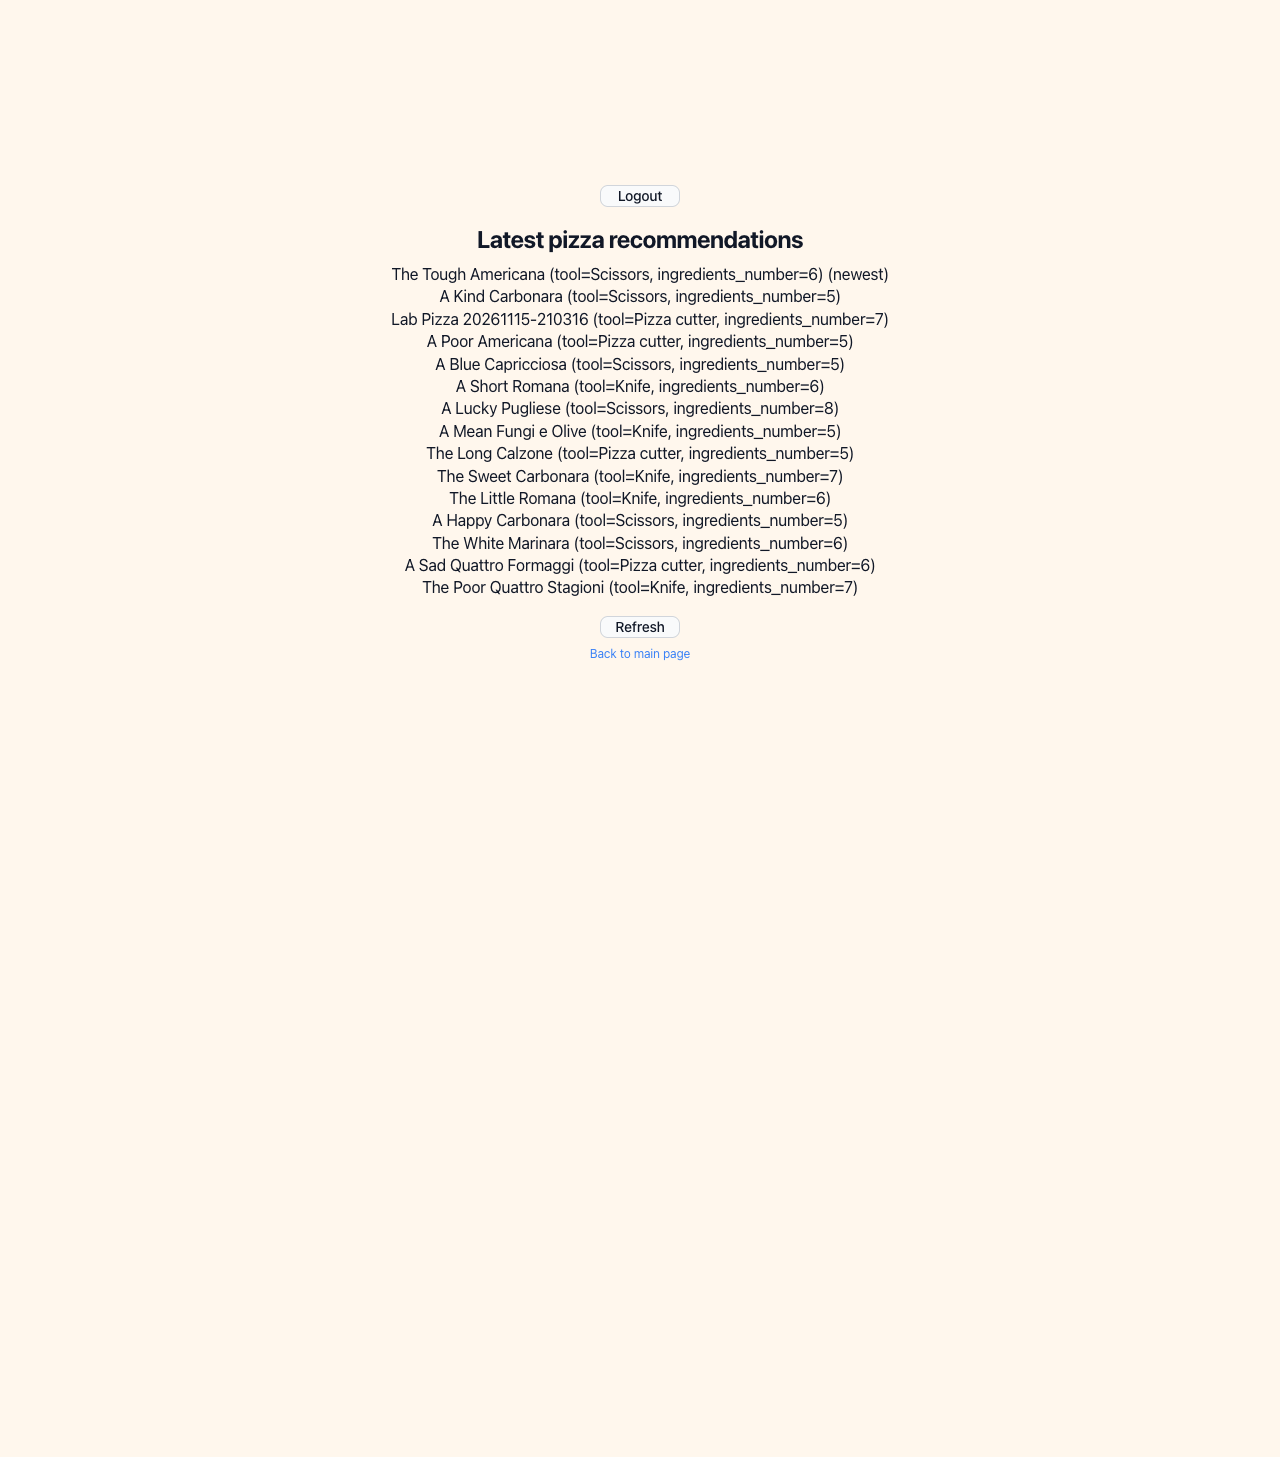 Logout
Latest pizza recommendations
The Tough Americana (tool=Scissors, ingredients_number=6) (newest)
A Kind Carbonara (tool=Scissors, ingredients_number=5)
Lab Pizza 20261115-210316 (tool=Pizza cutter, ingredients_number=7)
A Poor Americana (tool=Pizza cutter, ingredients_number=5)
A Blue Capricciosa (tool=Scissors, ingredients_number=5)
A Short Romana (tool=Knife, ingredients_number=6)
A Lucky Pugliese (tool=Scissors, ingredients_number=8)
A Mean Fungi e Olive (tool=Knife, ingredients_number=5)
The Long Calzone (tool=Pizza cutter, ingredients_number=5)
The Sweet Carbonara (tool=Knife, ingredients_number=7)
The Little Romana (tool=Knife, ingredients_number=6)
A Happy Carbonara (tool=Scissors, ingredients_number=5)
The White Marinara (tool=Scissors, ingredients_number=6)
A Sad Quattro Formaggi (tool=Pizza cutter, ingredients_number=6)
The Poor Quattro Stagioni (tool=Knife, ingredients_number=7)
Refresh
Back to main page